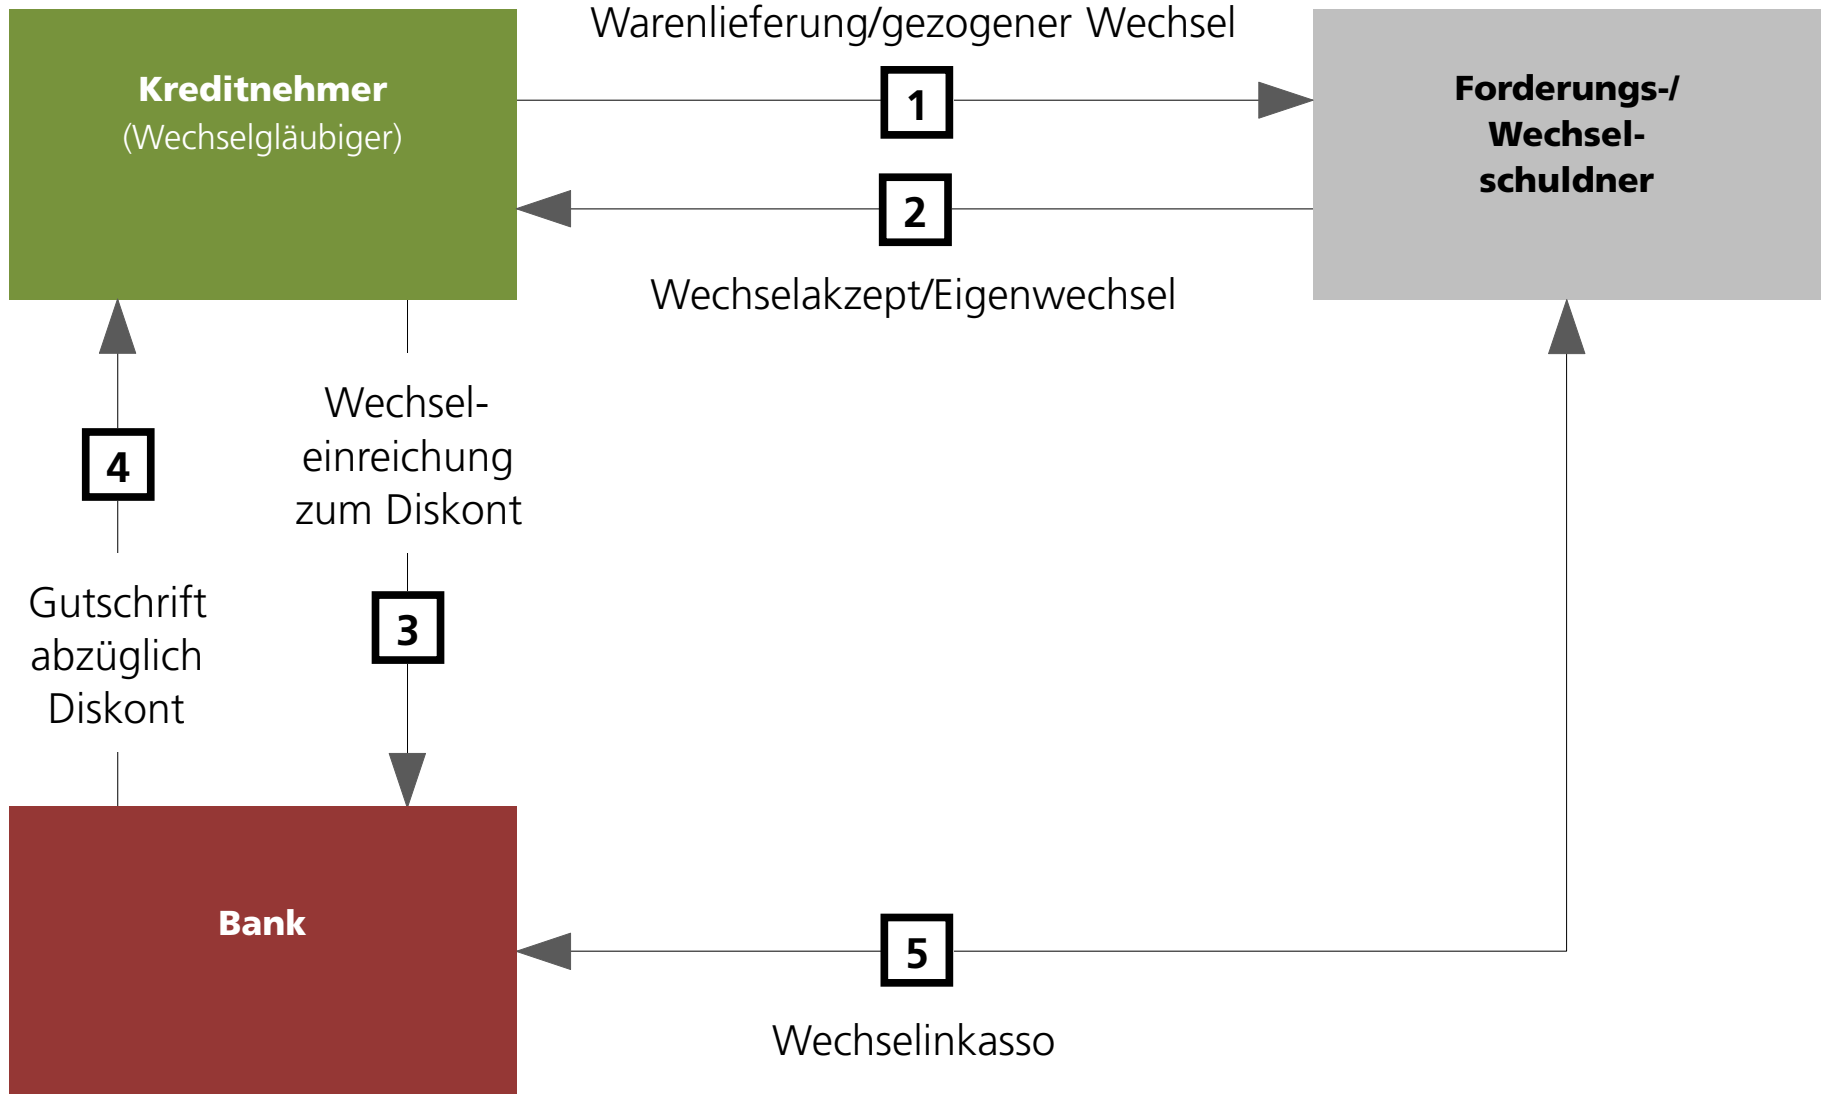 Warenlieferung/gezogener Wechsel
Kreditnehmer
(Wechselgläubiger)
1
Forderungs-/
Wechsel-
schuldner
2
Wechselakzept/Eigenwechsel
Wechsel-
einreichung
zum Diskont
4
3
Gutschrift
abzüglich
Diskont
Bank
5
Wechselinkasso